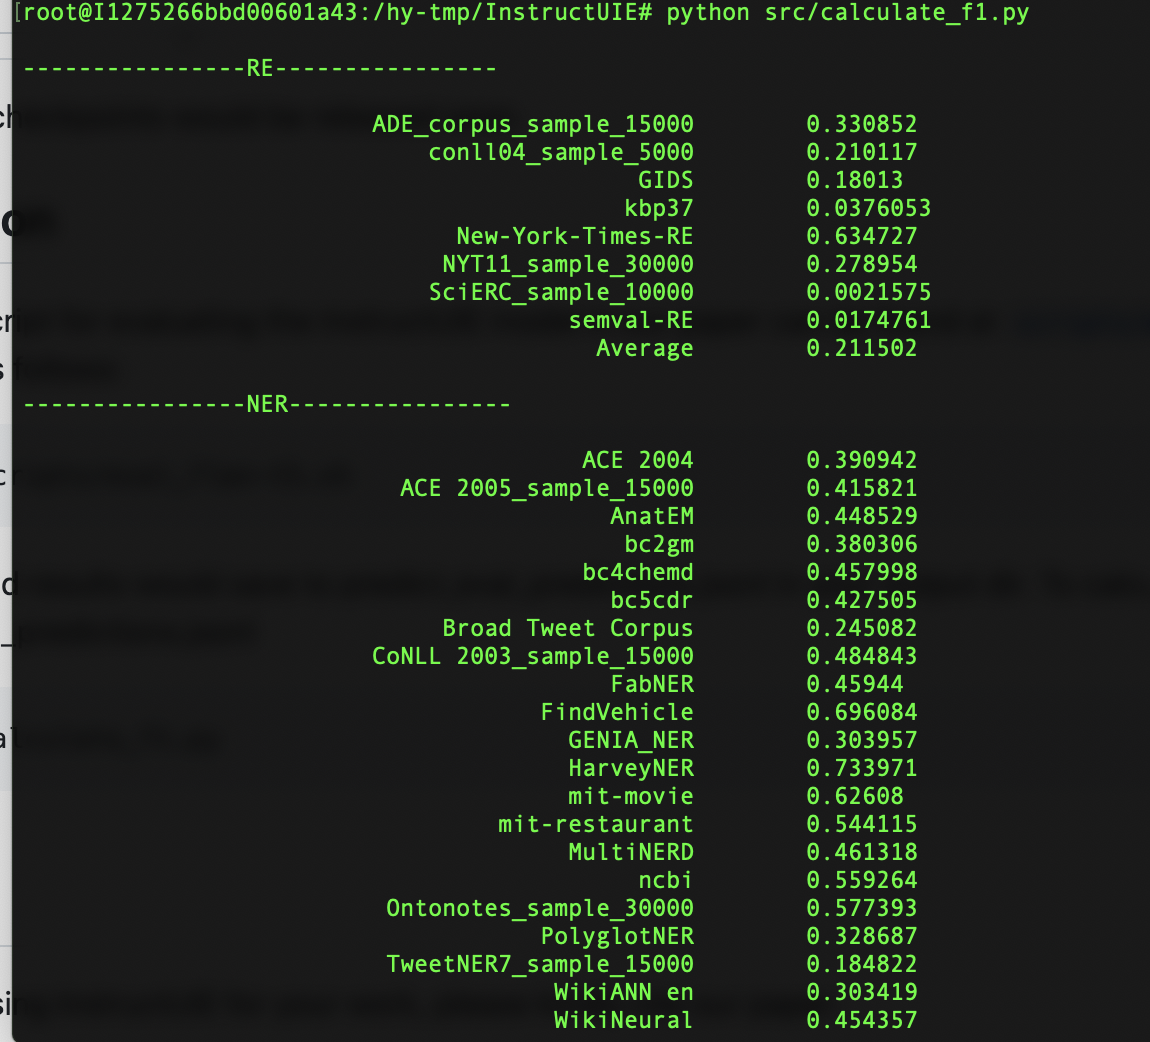 [root@I1275266bbd00601a43:/hy-tmp/InstructUIE# python src/calculate_f1.py
----------------RE----------------
ADE_corpus_sample_15000 0.330852
conll04_sample_5000 0.210117
GIDS 0.18013
kbp37 0.0376053
New-York-Times-RE 0.634727
NYT11_sample_30000 0.278954
SciERC_sample_10000 0.0021575
semval-RE 0.0174761
Average 0.211502
----------------NER----------------
ACE 2004 0.390942
ACE 2005_sample_15000 0.415821
AnatEM 0.448529
bc2gm 0.380306
bc4chemd 0.457998
bc5cdr 0.427505
Broad Tweet Corpus 0.245082
CoNLL 2003_sample_15000 0.484843
FabNER 0.45944
FindVehicle 0.696084
GENIA_NER 0.303957
HarveyNER 0.733971
mit-movie 0.62608
mit-restaurant 0.544115
MultiNERD 0.461318
ncbi 0.559264
Ontonotes_sample_30000 0.577393
PolyglotNER 0.328687
TweetNER7_sample_15000 0.184822
WikiANN en 0.303419
WikiNeural 0.454357